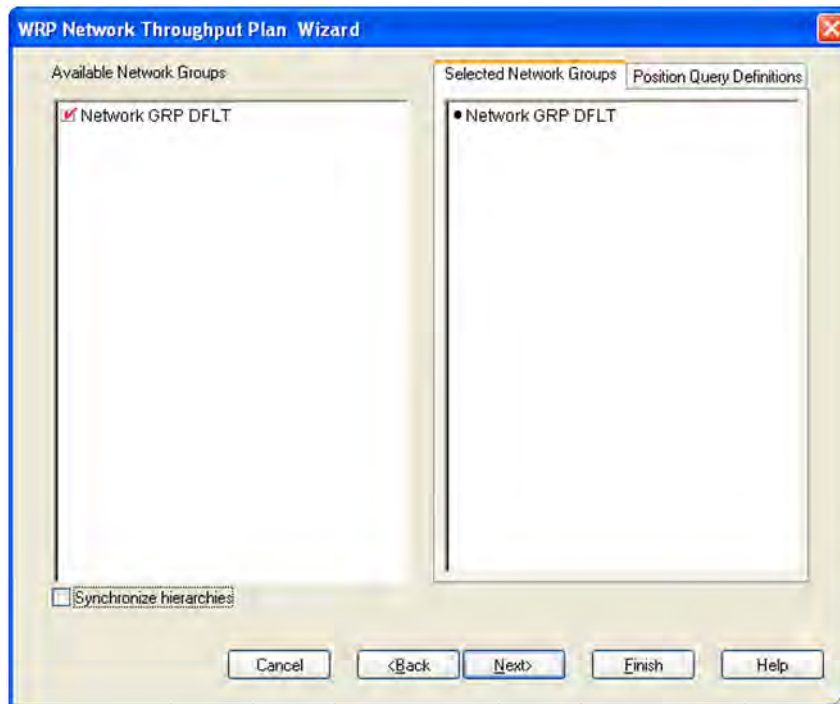 WRP Network Throughput Plan Wizard
Available Network Groups
Network GRP DFLT
Selected Network Groups
Position Query Definitions
Network GRP DFLT
Synchronize hierarchies
Cancel
<Back
Next>
Finish
Help